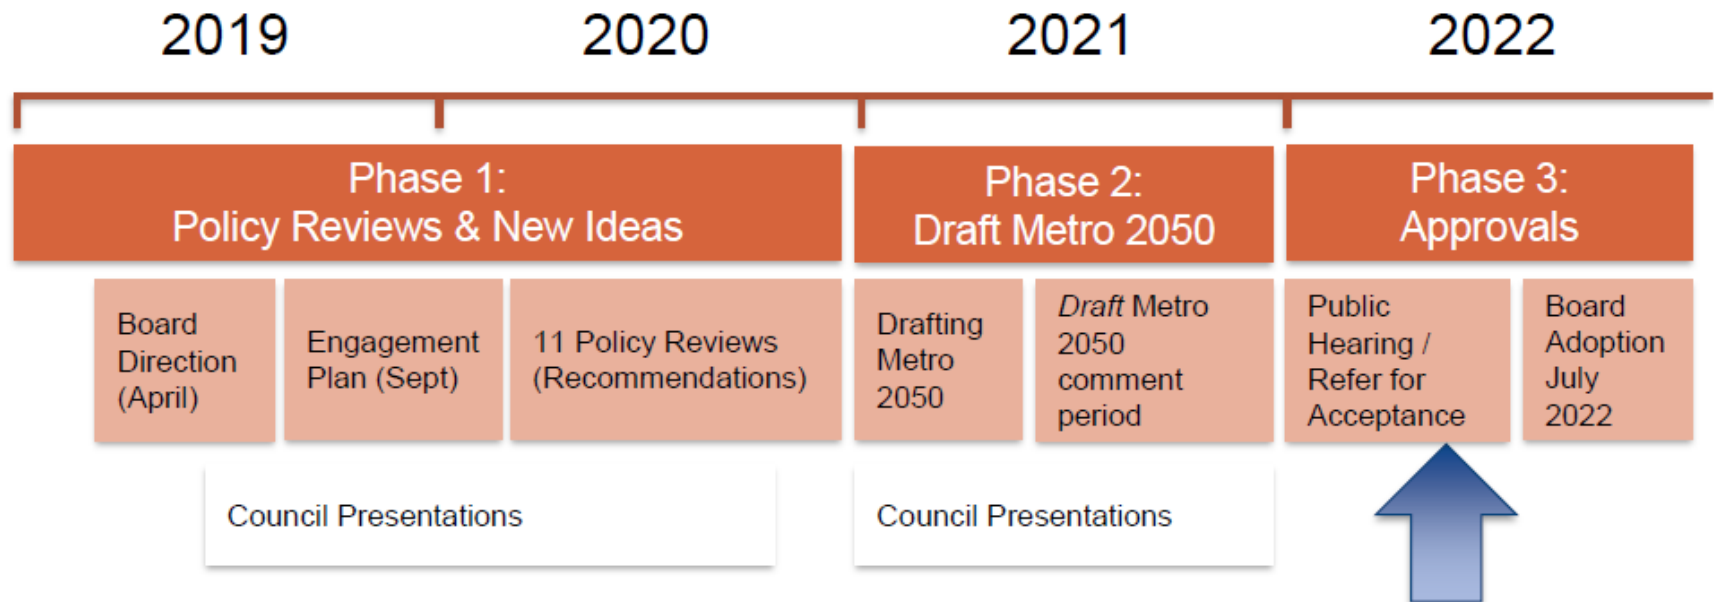 2019
2020
2021
2022
Phase 1:
Policy Reviews & New Ideas
Phase 2:
Draft Metro 2050
Phase 3:
Approvals
Board
Direction
(April)
Engagement
Plan (Sept)
11 Policy Reviews
(Recommendations)
Drafting
Metro
2050
Draft Metro
2050
comment
period
Public
Hearing /
Refer for
Acceptance
Board
Adoption
July
2022
Council Presentations
Council Presentations